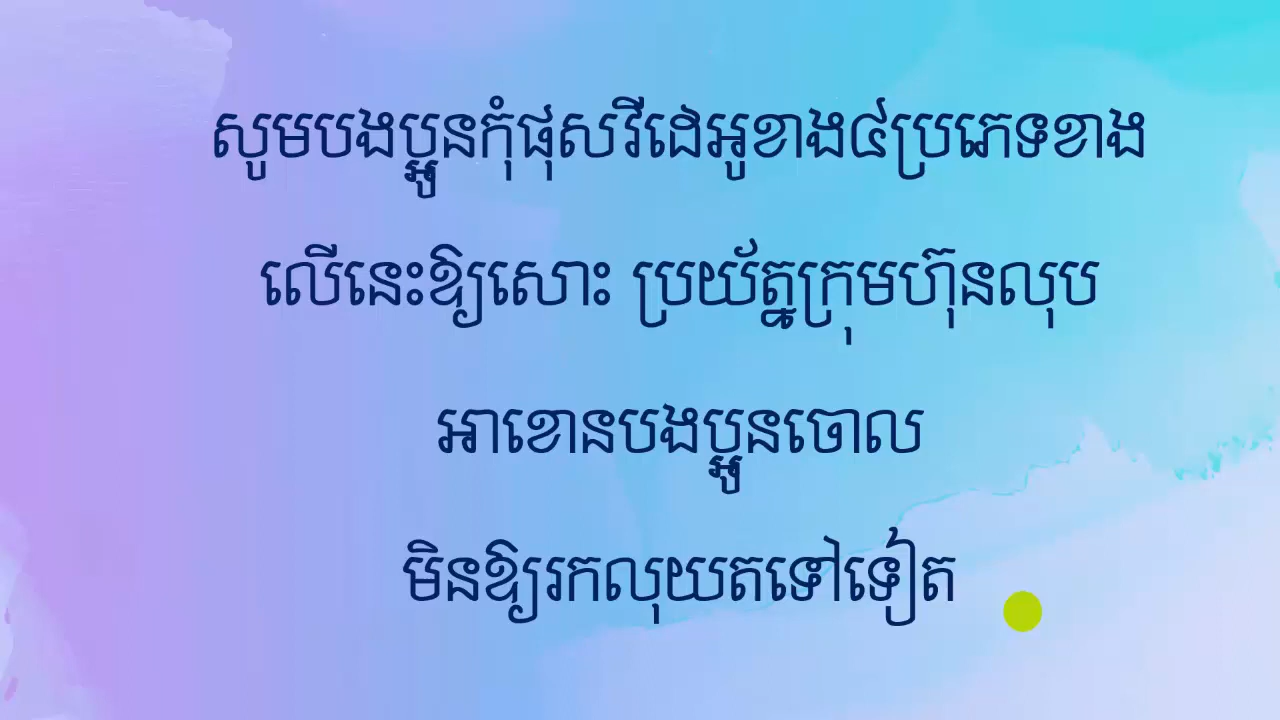 សូមបងប្អូនកុំផុសវីដេអូខាង៤ប្រភេទខាង
លើនេះឱ្យសោះ ប្រយ័ត្នក្រុមហ៊ុនលុប
អាខោនបងប្អូនចោល
មិនឱ្យរកលុយតទៅទៀត